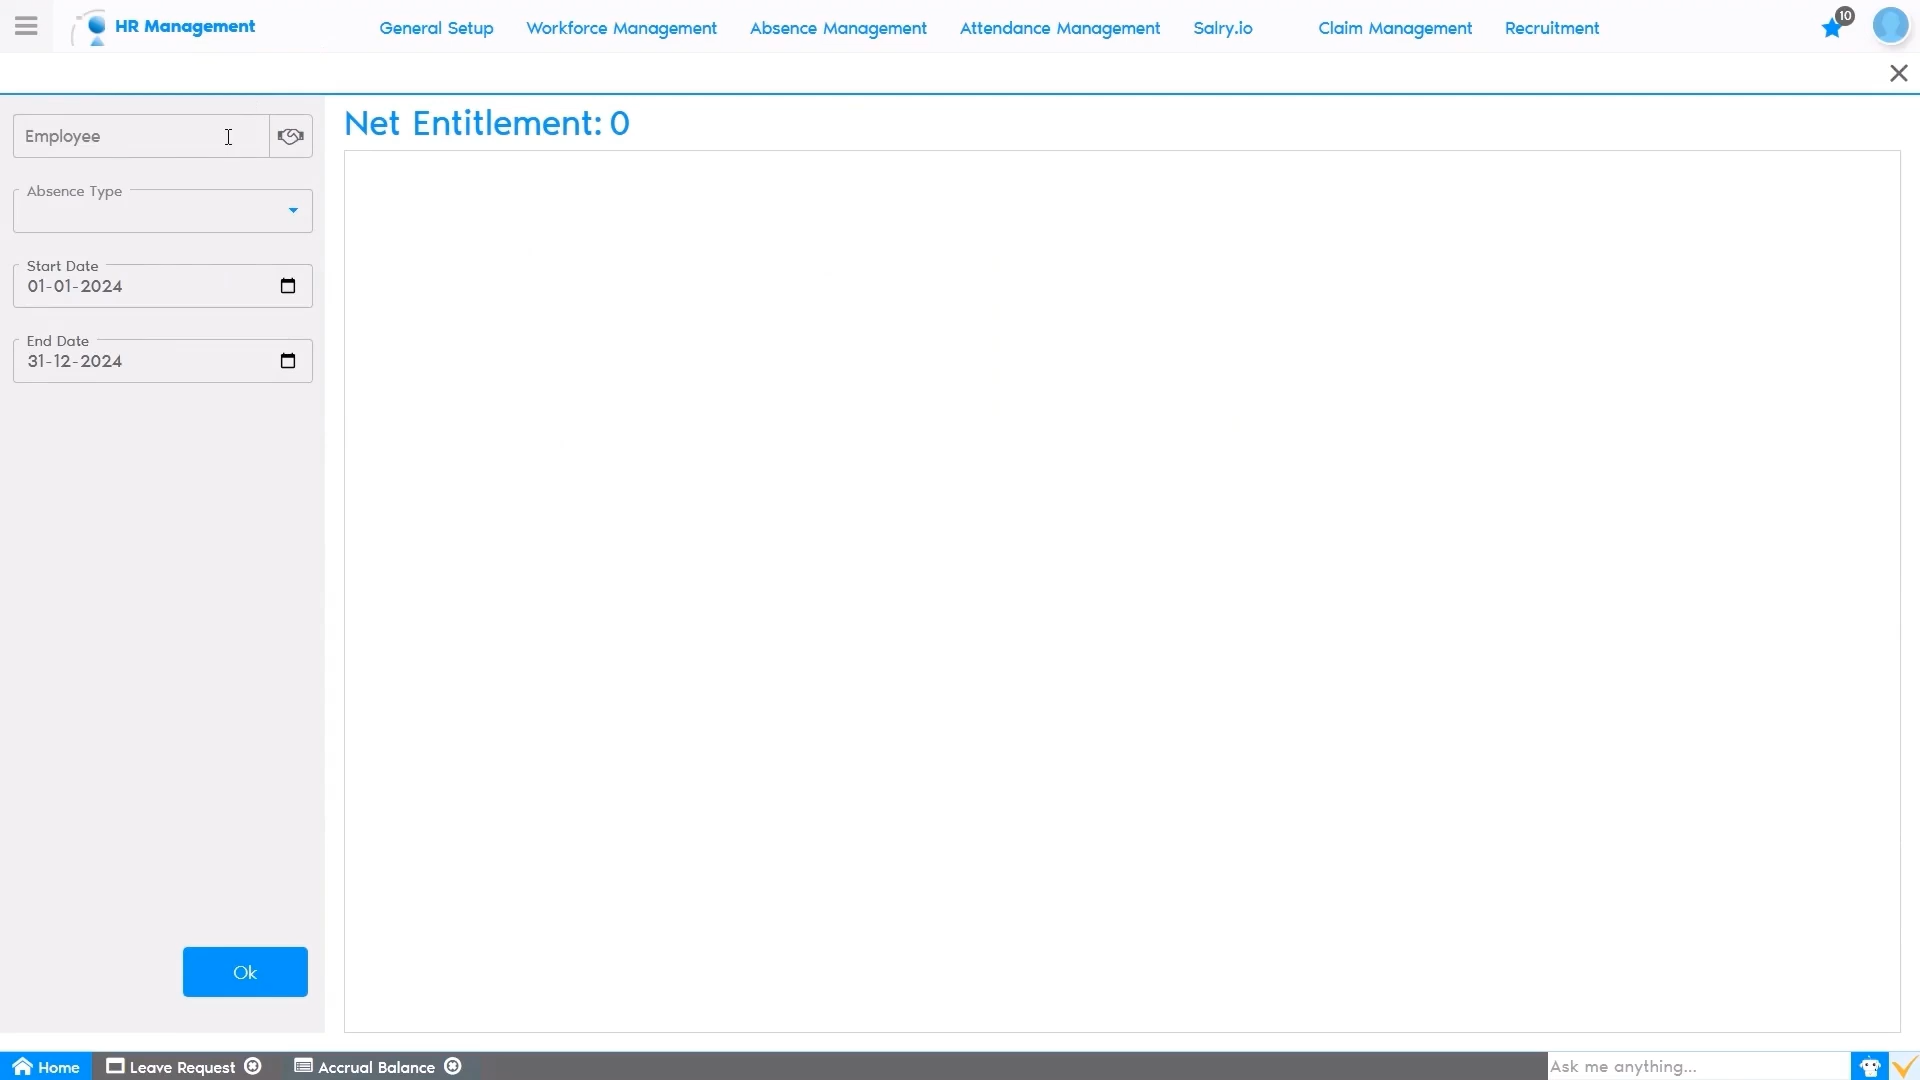 HR Management
General Setup
Workforce Management
Absence Management
Attendance Management
Salry.io
Claim Management
Recruitment
10
Employee
Absence Type
Start Date
01-01-2024
End Date
31-12-2024
Ok
Net Entitlement: 0
Home
Leave Request
Accrual Balance
Ask me anything...